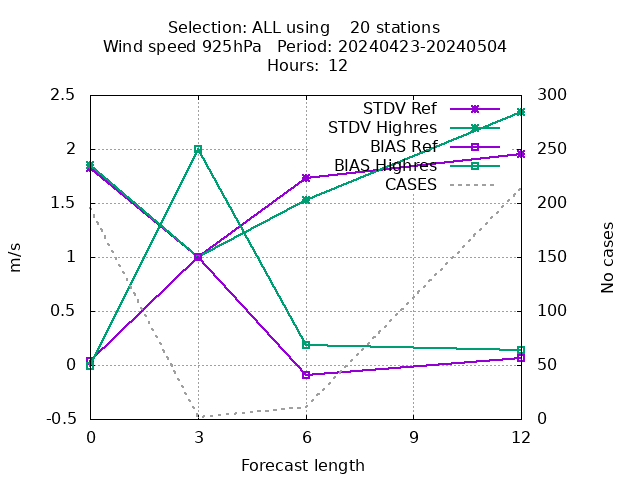 Selection: ALL using    20 stations
Wind speed 925hPa   Period: 20240423-20240504
Hours:  12
2.5
2
1.5
1
0.5
0
-0.5
m/s
STDV Ref
STDV Highres
BIAS Ref
BIAS Highres
CASES
300
250
200
150
100
50
0
No cases
0 3 6 9 12
Forecast length